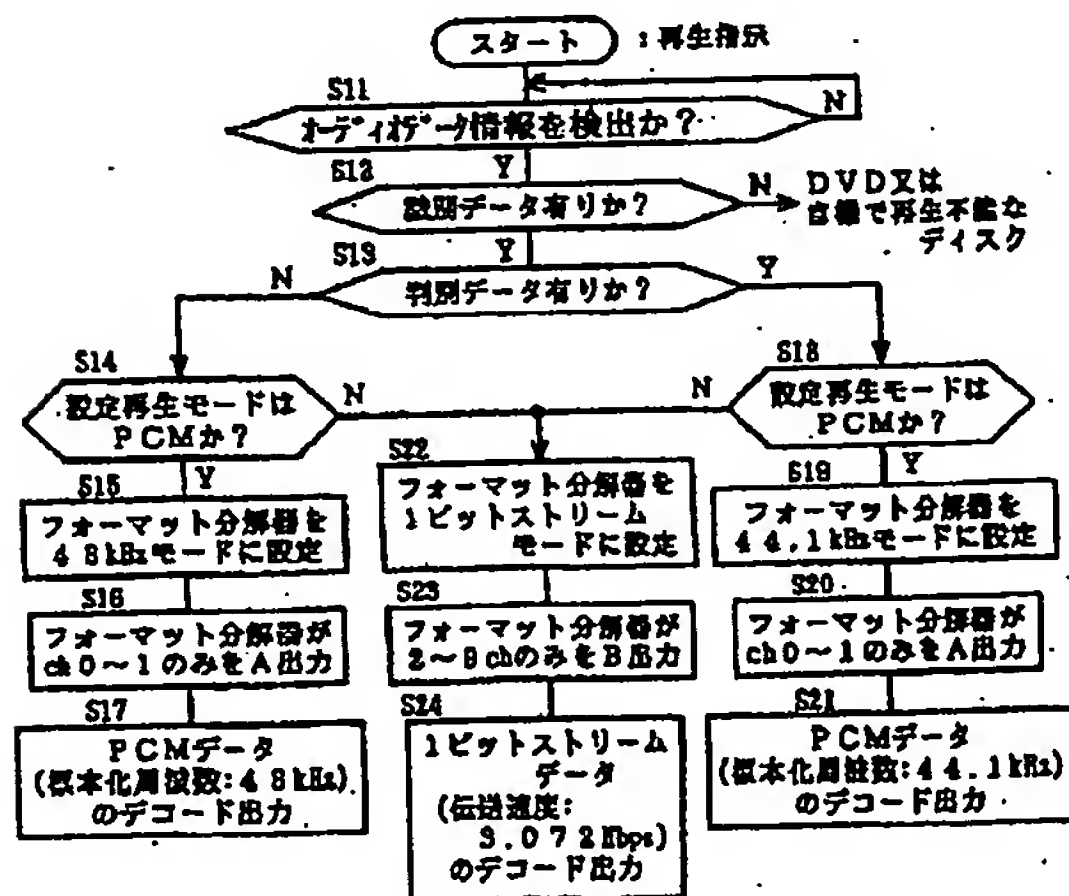 スタート
:再生指示
S11
オーディオデータ情報を検出か?
N
S12
Y
識別データ有りか?
N
DVD又は
当機で再生不能な
ディスク
S13
Y
N
判別データ有りか?
Y
S14
設定再生モードは
PCMか?
N
Y
S15
フォーマット分解器を
48kHzモードに設定
S16
フォーマット分解器が
ch0〜1のみをA出力
S17
PCMデータ
(標本化周波数:48kHz)
のデコード出力
S22
フォーマット分解器を
1ビットストリーム
モードに設定
S23
フォーマット分解器が
2〜9chのみをB出力
S24
1ビットストリーム
データ
(伝送速度:
3.072Mbps)
のデコード出力
S18
設定再生モードは
PCMか?
N
Y
S19
フォーマット分解器を
44.1kHzモードに設定
S20
フォーマット分解器が
ch0〜1のみをA出力
S21
PCMデータ
(標本化周波数:44.1kHz)
のデコード出力